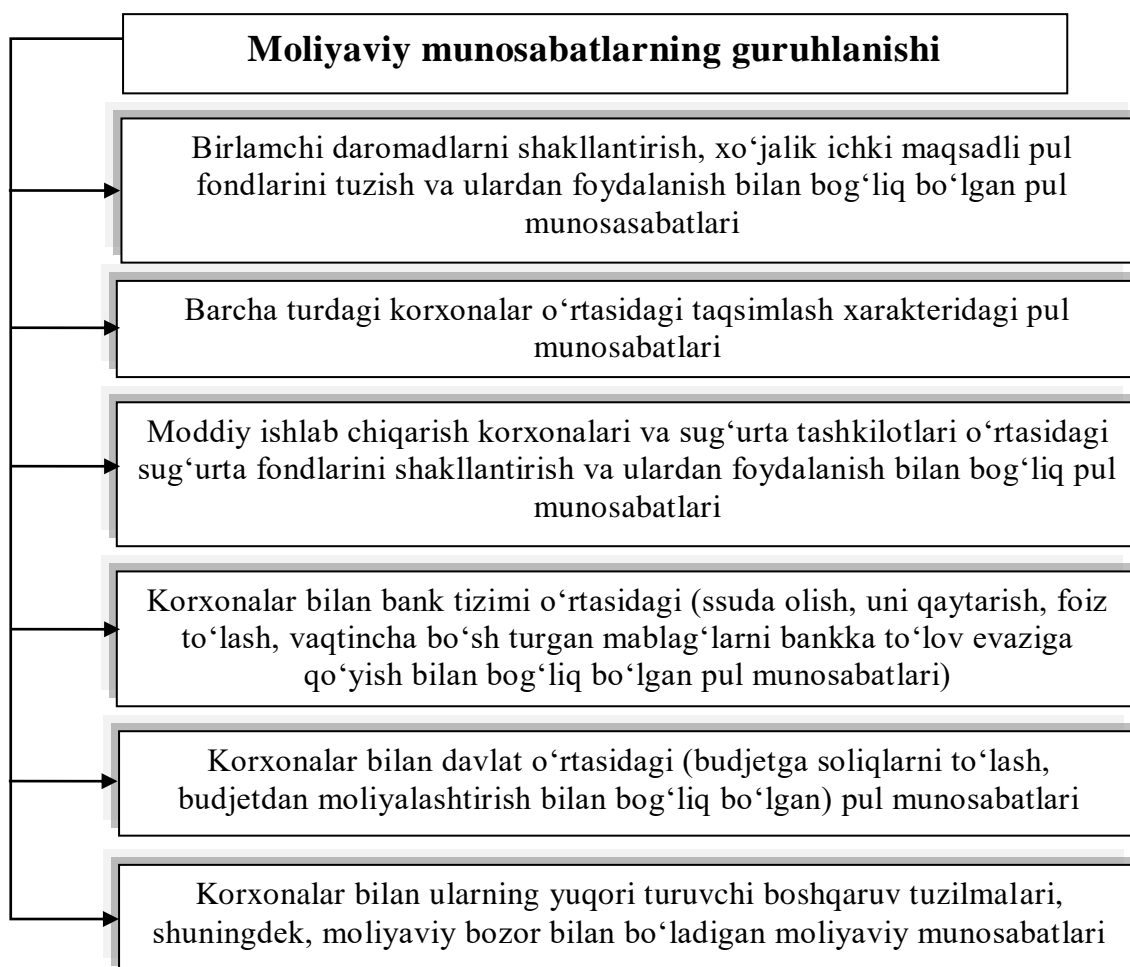 Moliyaviy munosabatlarning guruhlanishi
Birlamchi daromadlarni shakllantirish, xo‘jalik ichki maqsadli pul
fondlarini tuzish va ulardan foydalanish bilan bog‘liq bo‘lgan pul
munosasabatlari
Barcha turdagi korxonalar o‘rtasidagi taqsimlash xarakteridagi pul
munosabatlari
Moddiy ishlab chiqarish korxonalari va sug‘urta tashkilotlari o‘rtasidagi
sug‘urta fondlarini shakllantirish va ulardan foydalanish bilan bog‘liq pul
munosabatlari
Korxonalar bilan bank tizimi o‘rtasidagi (ssuda olish, uni qaytarish, foiz
to‘lash, vaqtincha bo‘sh turgan mablag‘larni bankka to‘lov evaziga
qo‘yish bilan bog‘liq bo‘lgan pul munosabatlari)
Korxonalar bilan davlat o‘rtasidagi (budjetga soliqlarni to‘lash,
budjetdan moliyalashtirish bilan bog‘liq bo‘lgan) pul munosabatlari
Korxonalar bilan ularning yuqori turuvchi boshqaruv tuzilmalari,
shuningdek, moliyaviy bozor bilan bo‘ladigan moliyaviy munosabatlari